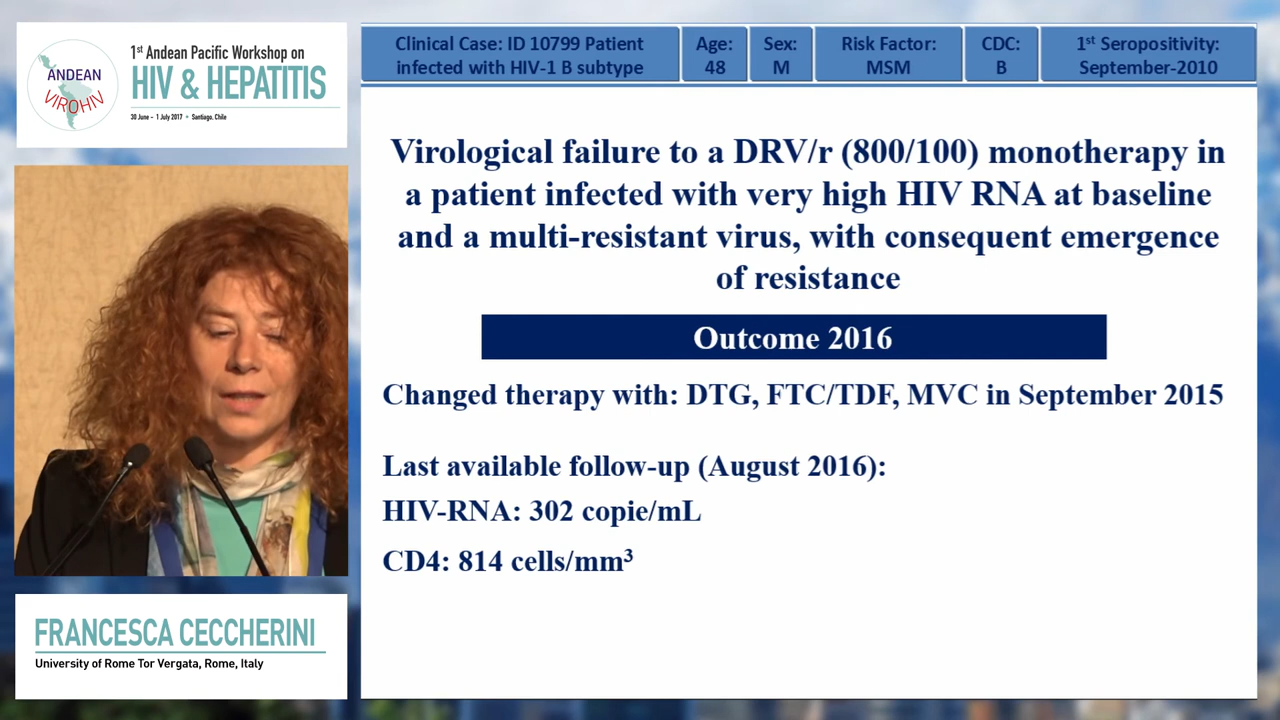 1st Andean Pacific Workshop on
HIV & HEPATITIS
30 June – 1 July 2017 • Santiago, Chile
ANDEAN
VIROHIV
Clinical Case: ID 10799 Patient
infected with HIV-1 B subtype
Age:
48
Sex:
M
Risk Factor:
MSM
CDC:
B
1st Seropositivity:
September-2010
Virological failure to a DRV/r (800/100) monotherapy in
a patient infected with very high HIV RNA at baseline
and a multi-resistant virus, with consequent emergence
of resistance
Outcome 2016
Changed therapy with: DTG, FTC/TDF, MVC in September 2015
Last available follow-up (August 2016):
HIV-RNA: 302 copie/mL
CD4: 814 cells/mm³
FRANCESCA CECCHERINI
University of Rome Tor Vergata, Rome, Italy